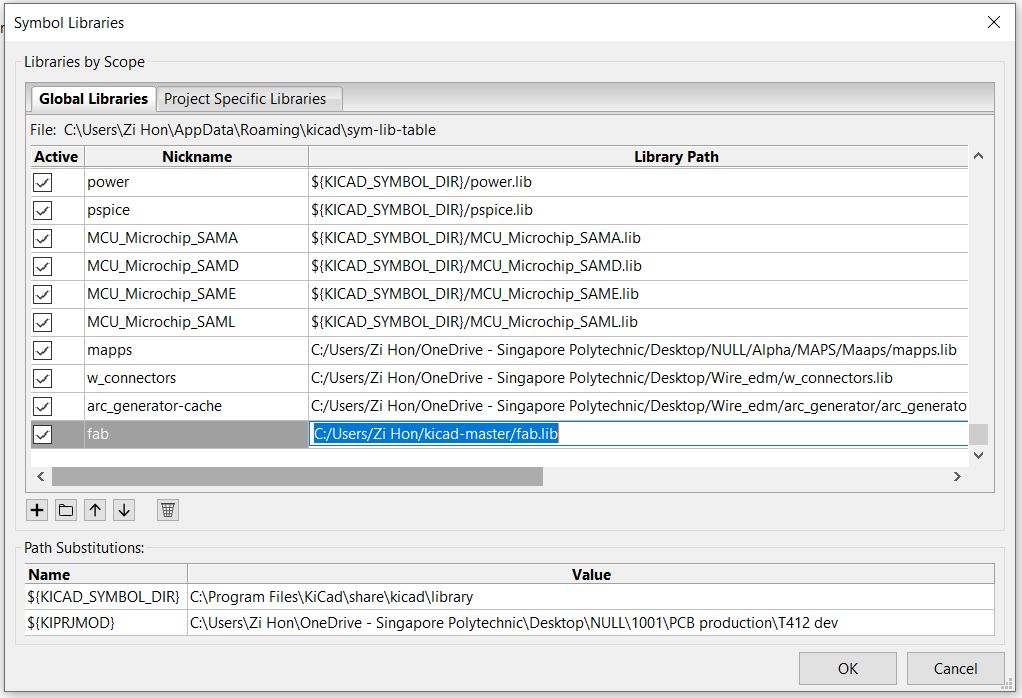 Symbol Libraries
Libraries by Scope
Global Libraries Project Specific Libraries
File: C:\Users\Zi Hon\AppData\Roaming\kicad\sym-lib-table
Active Nickname Library Path
power ${KICAD_SYMBOL_DIR}/power.lib
pspice ${KICAD_SYMBOL_DIR}/pspice.lib
MCU_Microchip_SAMA ${KICAD_SYMBOL_DIR}/MCU_Microchip_SAMA.lib
MCU_Microchip_SAMD ${KICAD_SYMBOL_DIR}/MCU_Microchip_SAMD.lib
MCU_Microchip_SAME ${KICAD_SYMBOL_DIR}/MCU_Microchip_SAME.lib
MCU_Microchip_SAML ${KICAD_SYMBOL_DIR}/MCU_Microchip_SAML.lib
mapps C:/Users/Zi Hon/OneDrive - Singapore Polytechnic/Desktop/NULL/Alpha/MAPS/Maaps/mapps.lib
w_connectors C:/Users/Zi Hon/OneDrive - Singapore Polytechnic/Desktop/Wire_edm/w_connectors.lib
arc_generator-cache C:/Users/Zi Hon/OneDrive - Singapore Polytechnic/Desktop/Wire_edm/arc_generator/arc_generato
fab C:/Users/Zi Hon/kicad-master/fab.lib
Path Substitutions:
Name Value
${KICAD_SYMBOL_DIR} C:\Program Files\KiCad\share\kicad\library
${KIPRJMOD} C:\Users\Zi Hon\OneDrive - Singapore Polytechnic\Desktop\NULL\1001\PCB production\T412 dev
OK Cancel